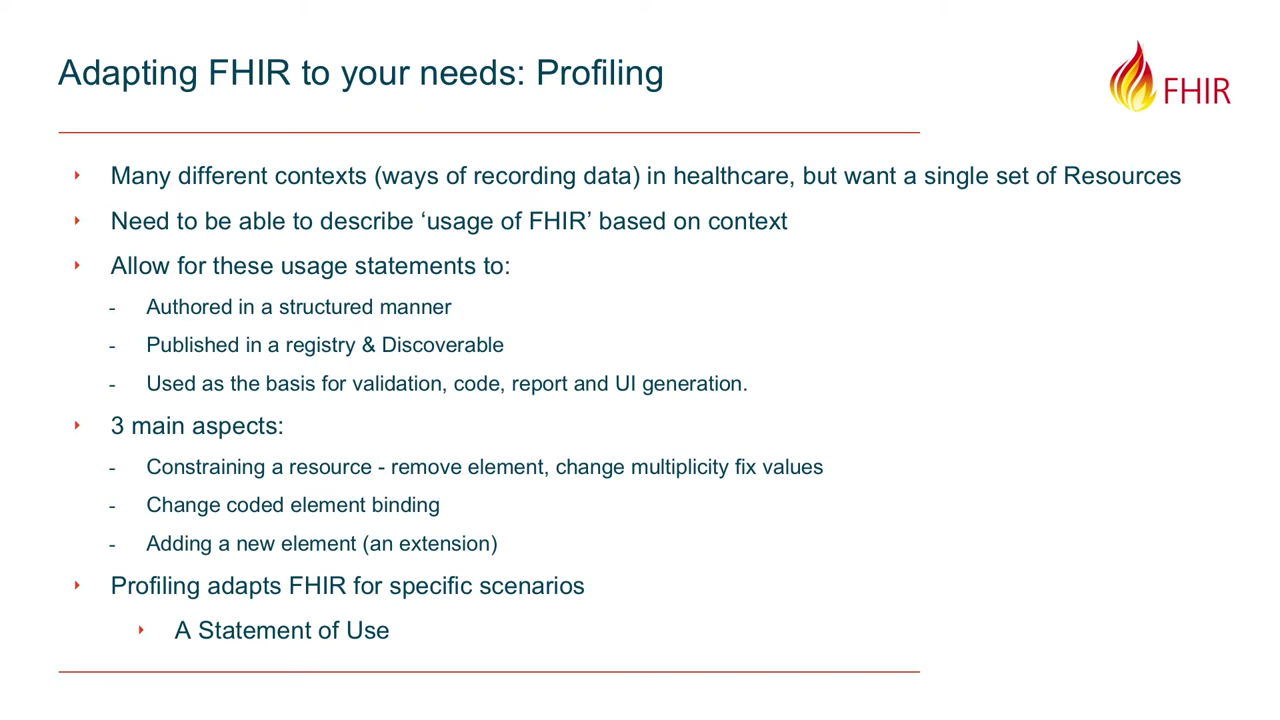 Adapting FHIR to your needs: Profiling
FHIR
Many different contexts (ways of recording data) in healthcare, but want a single set of Resources
Need to be able to describe ‘usage of FHIR’ based on context
Allow for these usage statements to:
- Authored in a structured manner
- Published in a registry & Discoverable
- Used as the basis for validation, code, report and UI generation.
3 main aspects:
- Constraining a resource - remove element, change multiplicity fix values
- Change coded element binding
- Adding a new element (an extension)
Profiling adapts FHIR for specific scenarios
A Statement of Use